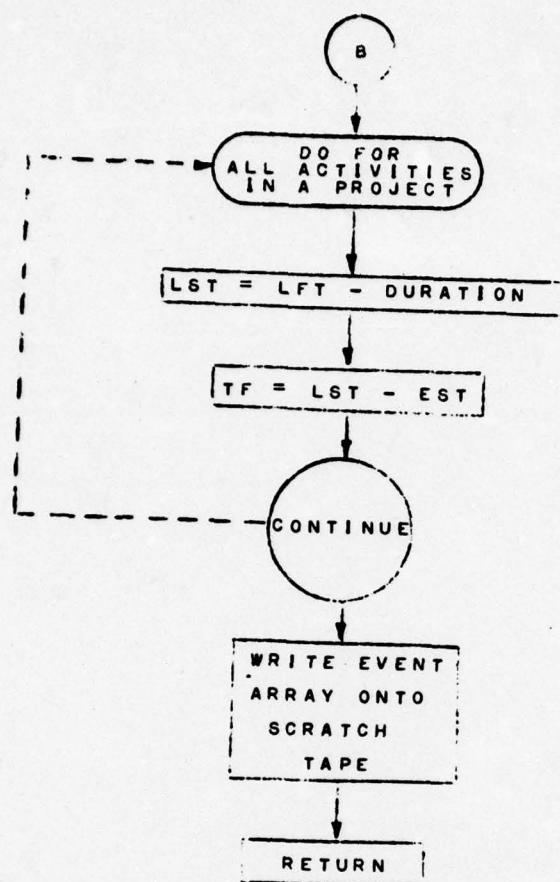 B
DO FOR
ALL ACTIVITIES
IN A PROJECT
LST = LFT - DURATION
TF = LST - EST
CONTINUE
WRITE EVENT
ARRAY ONTO
SCRATCH
TAPE
RETURN